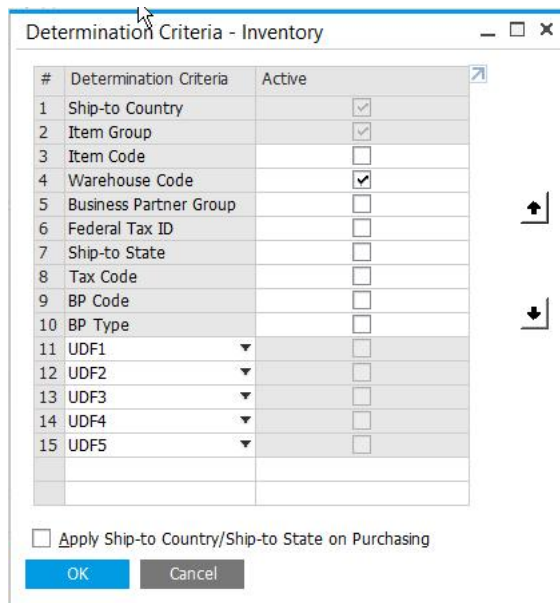 Determination Criteria - Inventory
# Determination Criteria Active
1 Ship-to Country
2 Item Group
3 Item Code
4 Warehouse Code
5 Business Partner Group
6 Federal Tax ID
7 Ship-to State
8 Tax Code
9 BP Code
10 BP Type
11 UDF1
12 UDF2
13 UDF3
14 UDF4
15 UDF5
Apply Ship-to Country/Ship-to State on Purchasing
OK Cancel